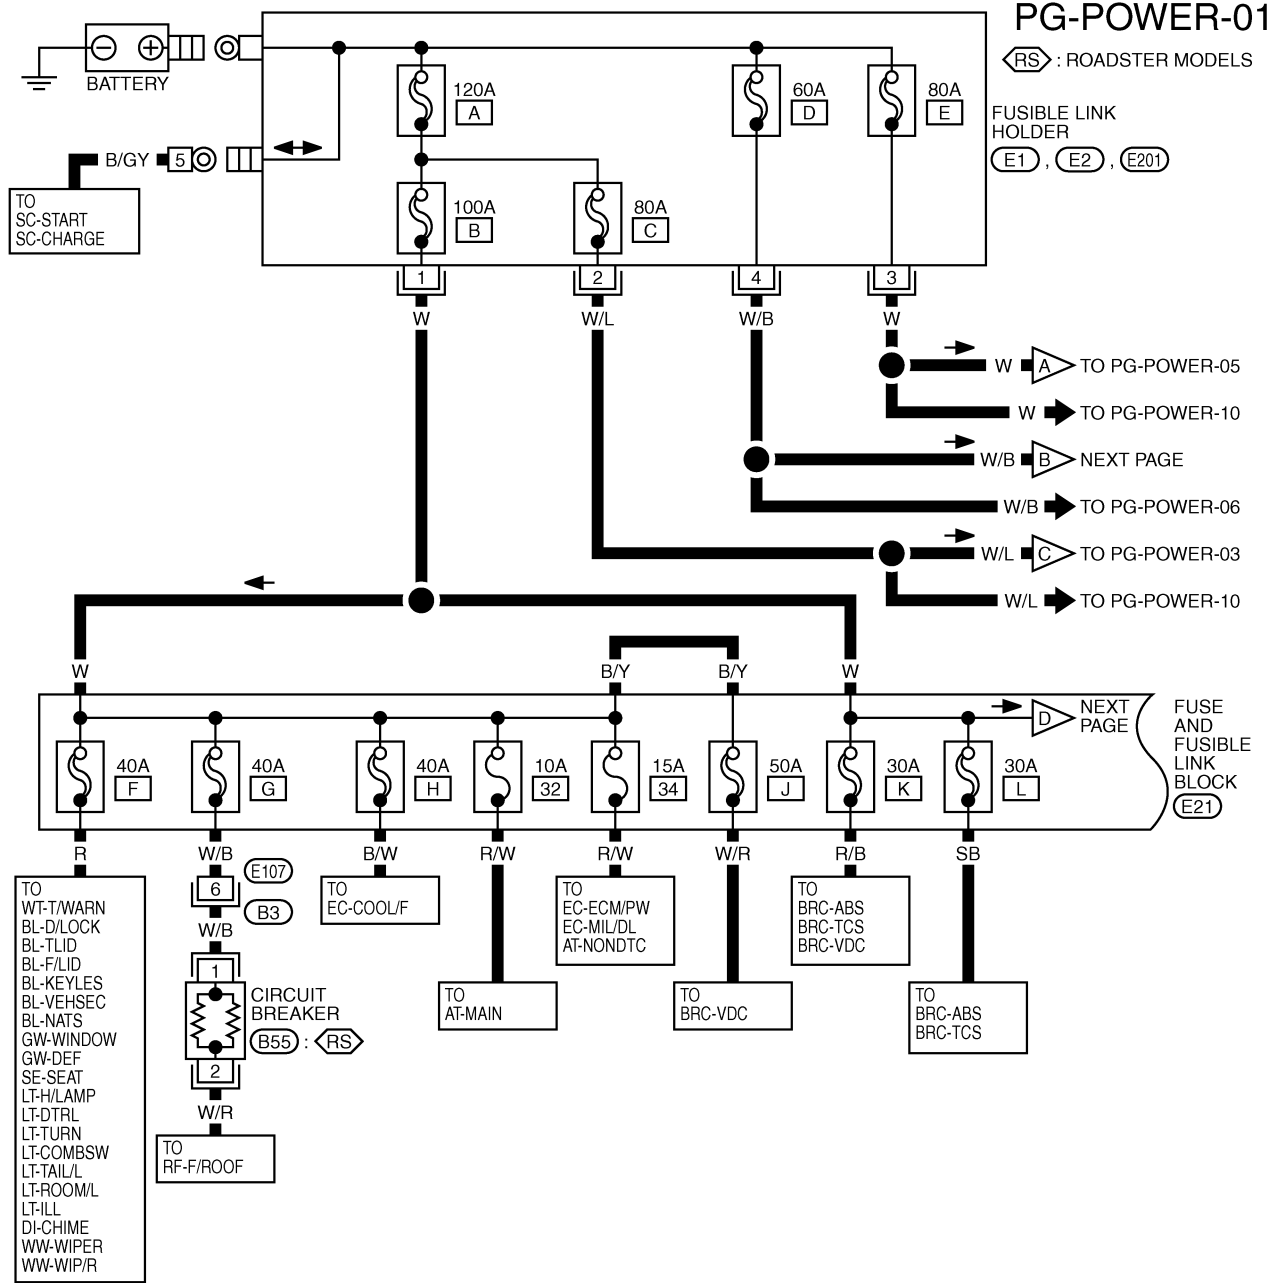 PG-POWER-01
RS : ROADSTER MODELS
BATTERY
120A
A
60A
D
80A
E
FUSIBLE LINK
HOLDER
E1 , E2 , E201
B/GY 5
TO
SC-START
SC-CHARGE
100A
B
80A
C
1
2
4
3
W
W/L
W/B
W
W A TO PG-POWER-05
W TO PG-POWER-10
W/B B NEXT PAGE
W/B TO PG-POWER-06
W/L C TO PG-POWER-03
W/L TO PG-POWER-10
W
B/Y
B/Y
W
D NEXT
PAGE
FUSE
AND
FUSIBLE
LINK
BLOCK
E21
40A
F
40A
G
40A
H
10A
32
15A
34
50A
J
30A
K
30A
L
R
W/B
B/W
R/W
R/W
W/R
R/B
SB
TO
WT-T/WARN
BL-D/LOCK
BL-TLID
BL-F/LID
BL-KEYLES
BL-VEHSEC
BL-NATS
GW-WINDOW
GW-DEF
SE-SEAT
LT-H/LAMP
LT-DTRL
LT-TURN
LT-COMBSW
LT-TAIL/L
LT-ROOM/L
LT-ILL
DI-CHIME
WW-WIPER
WW-WIP/R
6
E107
B3
W/B
1
CIRCUIT
BREAKER
B55 : RS
2
W/R
TO
RF-F/ROOF
TO
EC-COOL/F
TO
AT-MAIN
TO
EC-ECM/PW
EC-MIL/DL
AT-NONDTC
TO
BRC-VDC
TO
BRC-ABS
BRC-TCS
BRC-VDC
TO
BRC-ABS
BRC-TCS